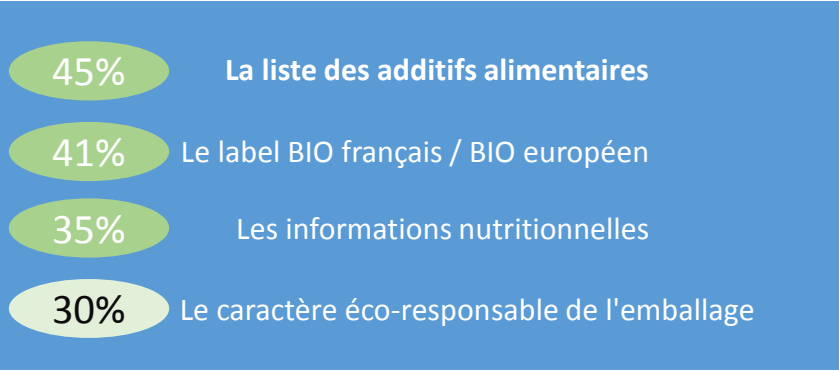 45% La liste des additifs alimentaires
41% Le label BIO français / BIO européen
35% Les informations nutritionnelles
30% Le caractère éco-responsable de l'emballage